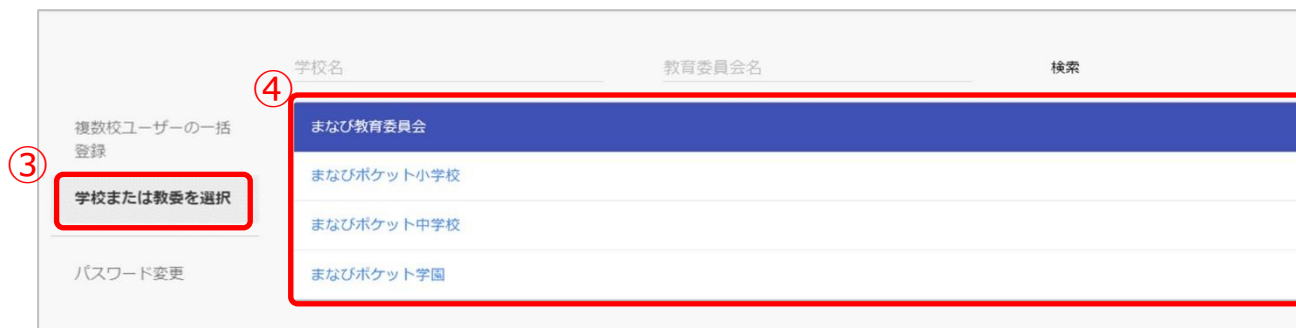 学校名 教育委員会名 検索
④
複数校ユーザーの一括
登録
③
学校または教委を選択
パスワード変更
まなび教育委員会
まなびポケット小学校
まなびポケット中学校
まなびポケット学園